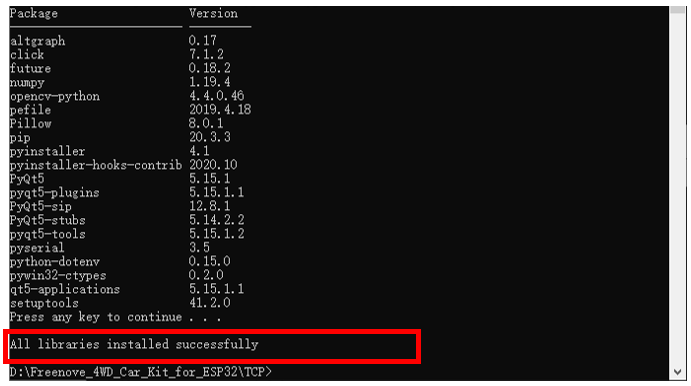 Package Version
altgraph 0.17
click 7.1.2
future 0.18.2
numpy 1.19.4
opencv-python 4.4.0.46
pefile 2019.4.18
Pillow 8.0.1
pip 20.3.3
pyinstaller 4.1
pyinstaller-hooks-contrib 2020.10
PyQt5 5.15.1
pyqt5-plugins 5.15.1.1
PyQt5-sip 12.8.1
PyQt5-stubs 5.14.2.2
pyqt5-tools 5.15.1.2
pyserial 3.5
python-dotenv 0.15.0
pywin32-ctypes 0.2.0
qt5-applications 5.15.1.1
setuptools 41.2.0
Press any key to continue . . .
All libraries installed successfully
D:\Freenove_4WD_Car_Kit_for_ESP32\TCP>